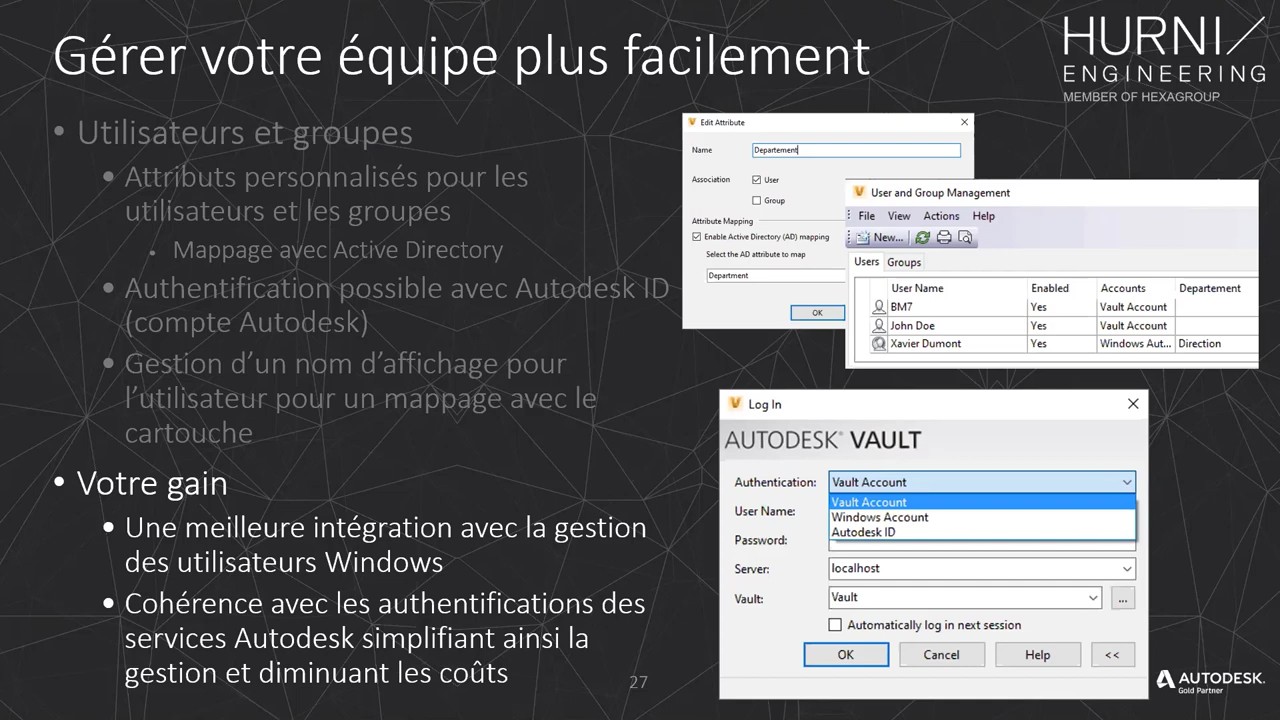 Gérer votre équipe plus facilement
HURNI
ENGINEERING
MEMBER OF HEXAGROUP
• Utilisateurs et groupes
• Attributs personnalisés pour les
utilisateurs et les groupes
• Mappage avec Active Directory
• Authentification possible avec Autodesk ID
(compte Autodesk)
• Gestion d’un nom d’affichage pour
l’utilisateur pour un mappage avec le
cartouche
• Votre gain
• Une meilleure intégration avec la gestion
des utilisateurs Windows
• Cohérence avec les authentifications des
services Autodesk simplifiant ainsi la
gestion et diminuant les coûts
Edit Attribute
Name Departement
Association User
Group
Attribute Mapping
Enable Active Directory (AD) mapping
Select the AD attribute to map
Department
OK
User and Group Management
File View Actions Help
New...
Users Groups
User Name Enabled Accounts Departement
BM7 Yes Vault Account
John Doe Yes Vault Account
Xavier Dumont Yes Windows Aut... Direction
Log In
AUTODESK® VAULT
Authentication: Vault Account
Vault Account
User Name: Windows Account
Autodesk ID
Password:
Server: localhost
Vault: Vault ...
Automatically log in next session
OK Cancel Help <<
27
AUTODESK.
Gold Partner